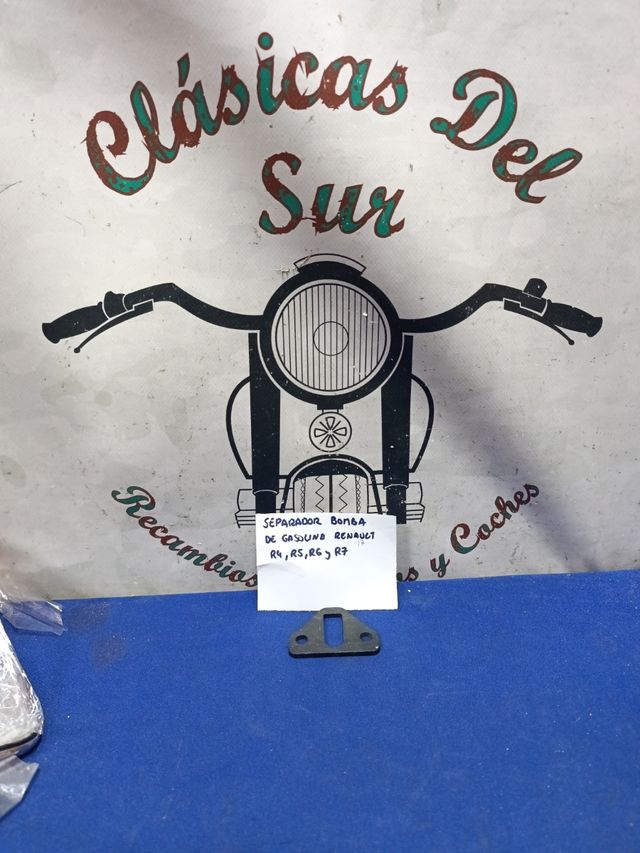 Clásicas Del
Sur
Recambios
y Coches
SEPARADOR BOMBA
DE GASOLINA RENAULT
R4, R5, R6 y R7